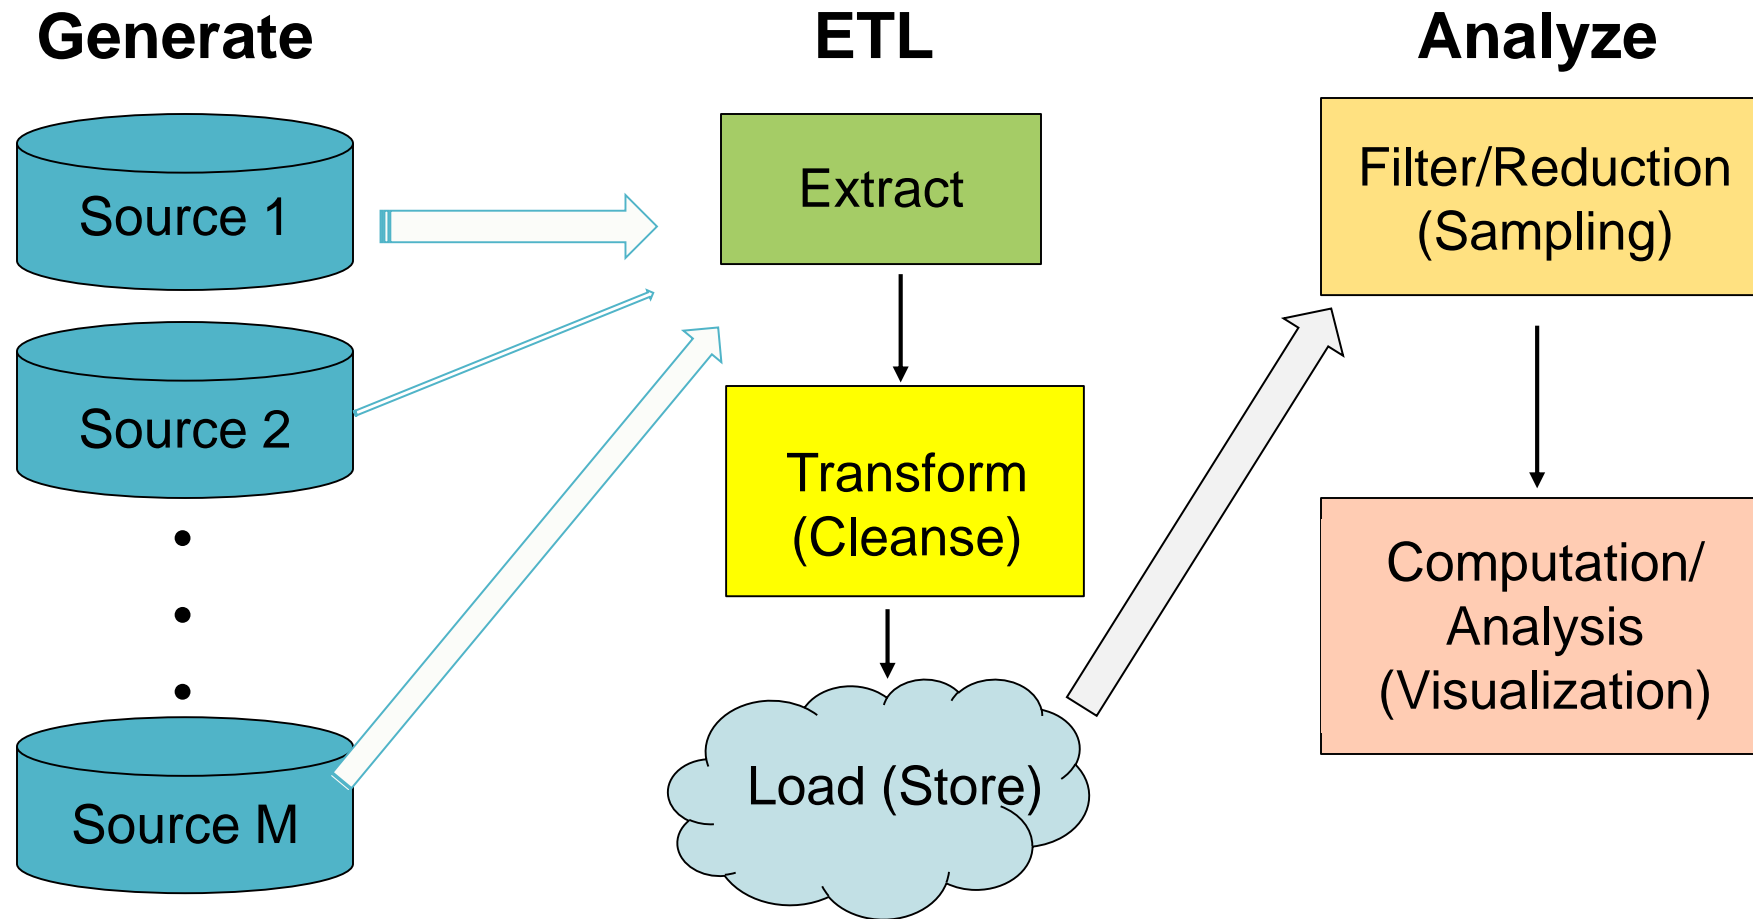 Generate
ETL
Analyze
Source 1
Source 2
Source M
Extract
Transform
(Cleanse)
Load (Store)
Filter/Reduction
(Sampling)
Computation/
Analysis
(Visualization)